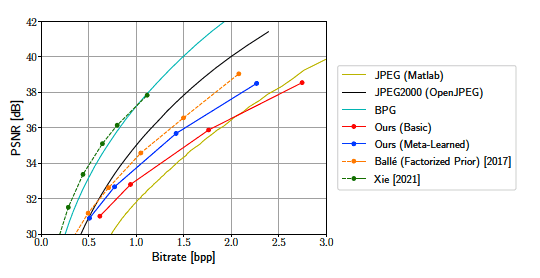 42
40
38
36
34
32
30
PSNR [dB]
0.0 0.5 1.0 1.5 2.0 2.5 3.0
Bitrate [bpp]
JPEG (Matlab)
JPEG2000 (OpenJPEG)
BPG
Ours (Basic)
Ours (Meta-Learned)
Ballé (Factorized Prior) [2017]
Xie [2021]